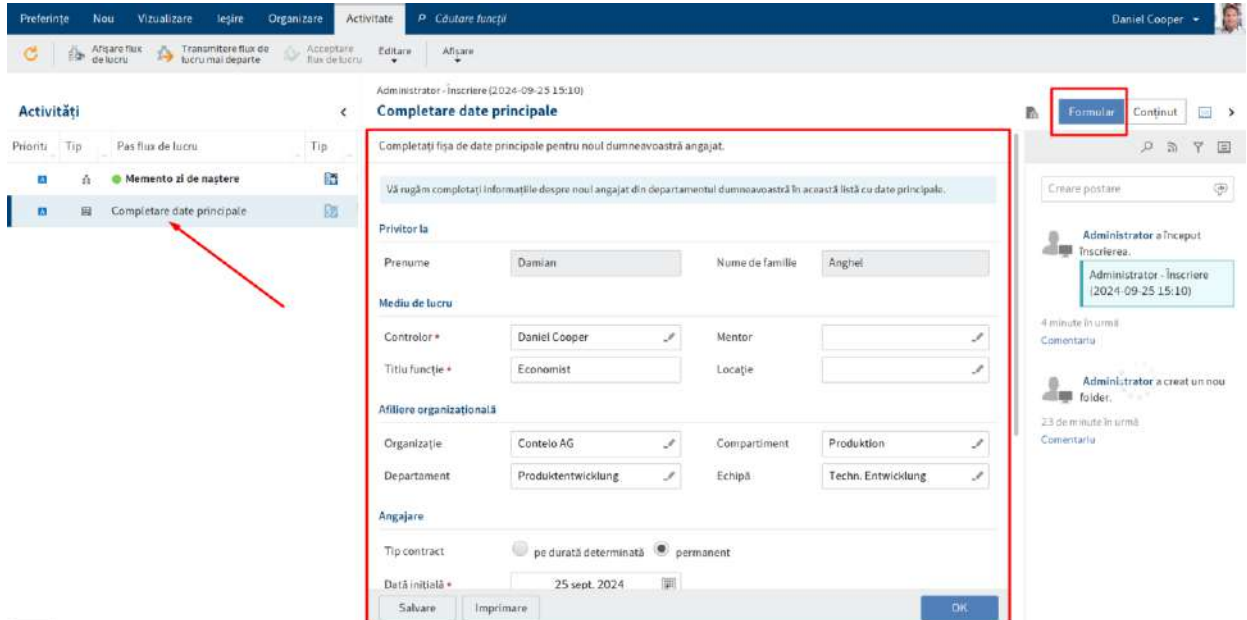 Preferințe Nou Vizualizare Ieșire Organizare Activitate Căutare funcții Daniel Cooper
Afișare flux de lucru Transmitere flux de lucru mai departe Acceptare flux de lucru Editare Afișare
Activități
Priorit Tip Pas flux de lucru Tip
Memento zi de naștere
Completare date principale
Administrator - Înscriere (2024-09-25 15:10)
Completare date principale
Completați fișa de date principale pentru noul dumneavoastră angajat.
Vă rugăm completați informațiile despre noul angajat din departamentul dumneavoastră în această listă cu date principale.
Privitor la
Prenume Damian Nume de familie Anghel
Mediu de lucru
Controlor * Daniel Cooper Mentor
Titlu funcție * Economist Locație
Afiliere organizațională
Organizație Contelo AG Compartiment Produktion
Departament Produktentwicklung Echipă Techn. Entwicklung
Angajare
Tip contract pe durată determinată permanent
Dată inițială * 25 sept. 2024
Salvare Imprimare OK
Formular Conținut
Creare postare
Administrator a început
înscrierea.
Administrator - Înscriere
(2024-09-25 15:10)
4 minute în urmă
Comentariu
Administrator a creat un nou
folder.
23 de minute în urmă
Comentariu